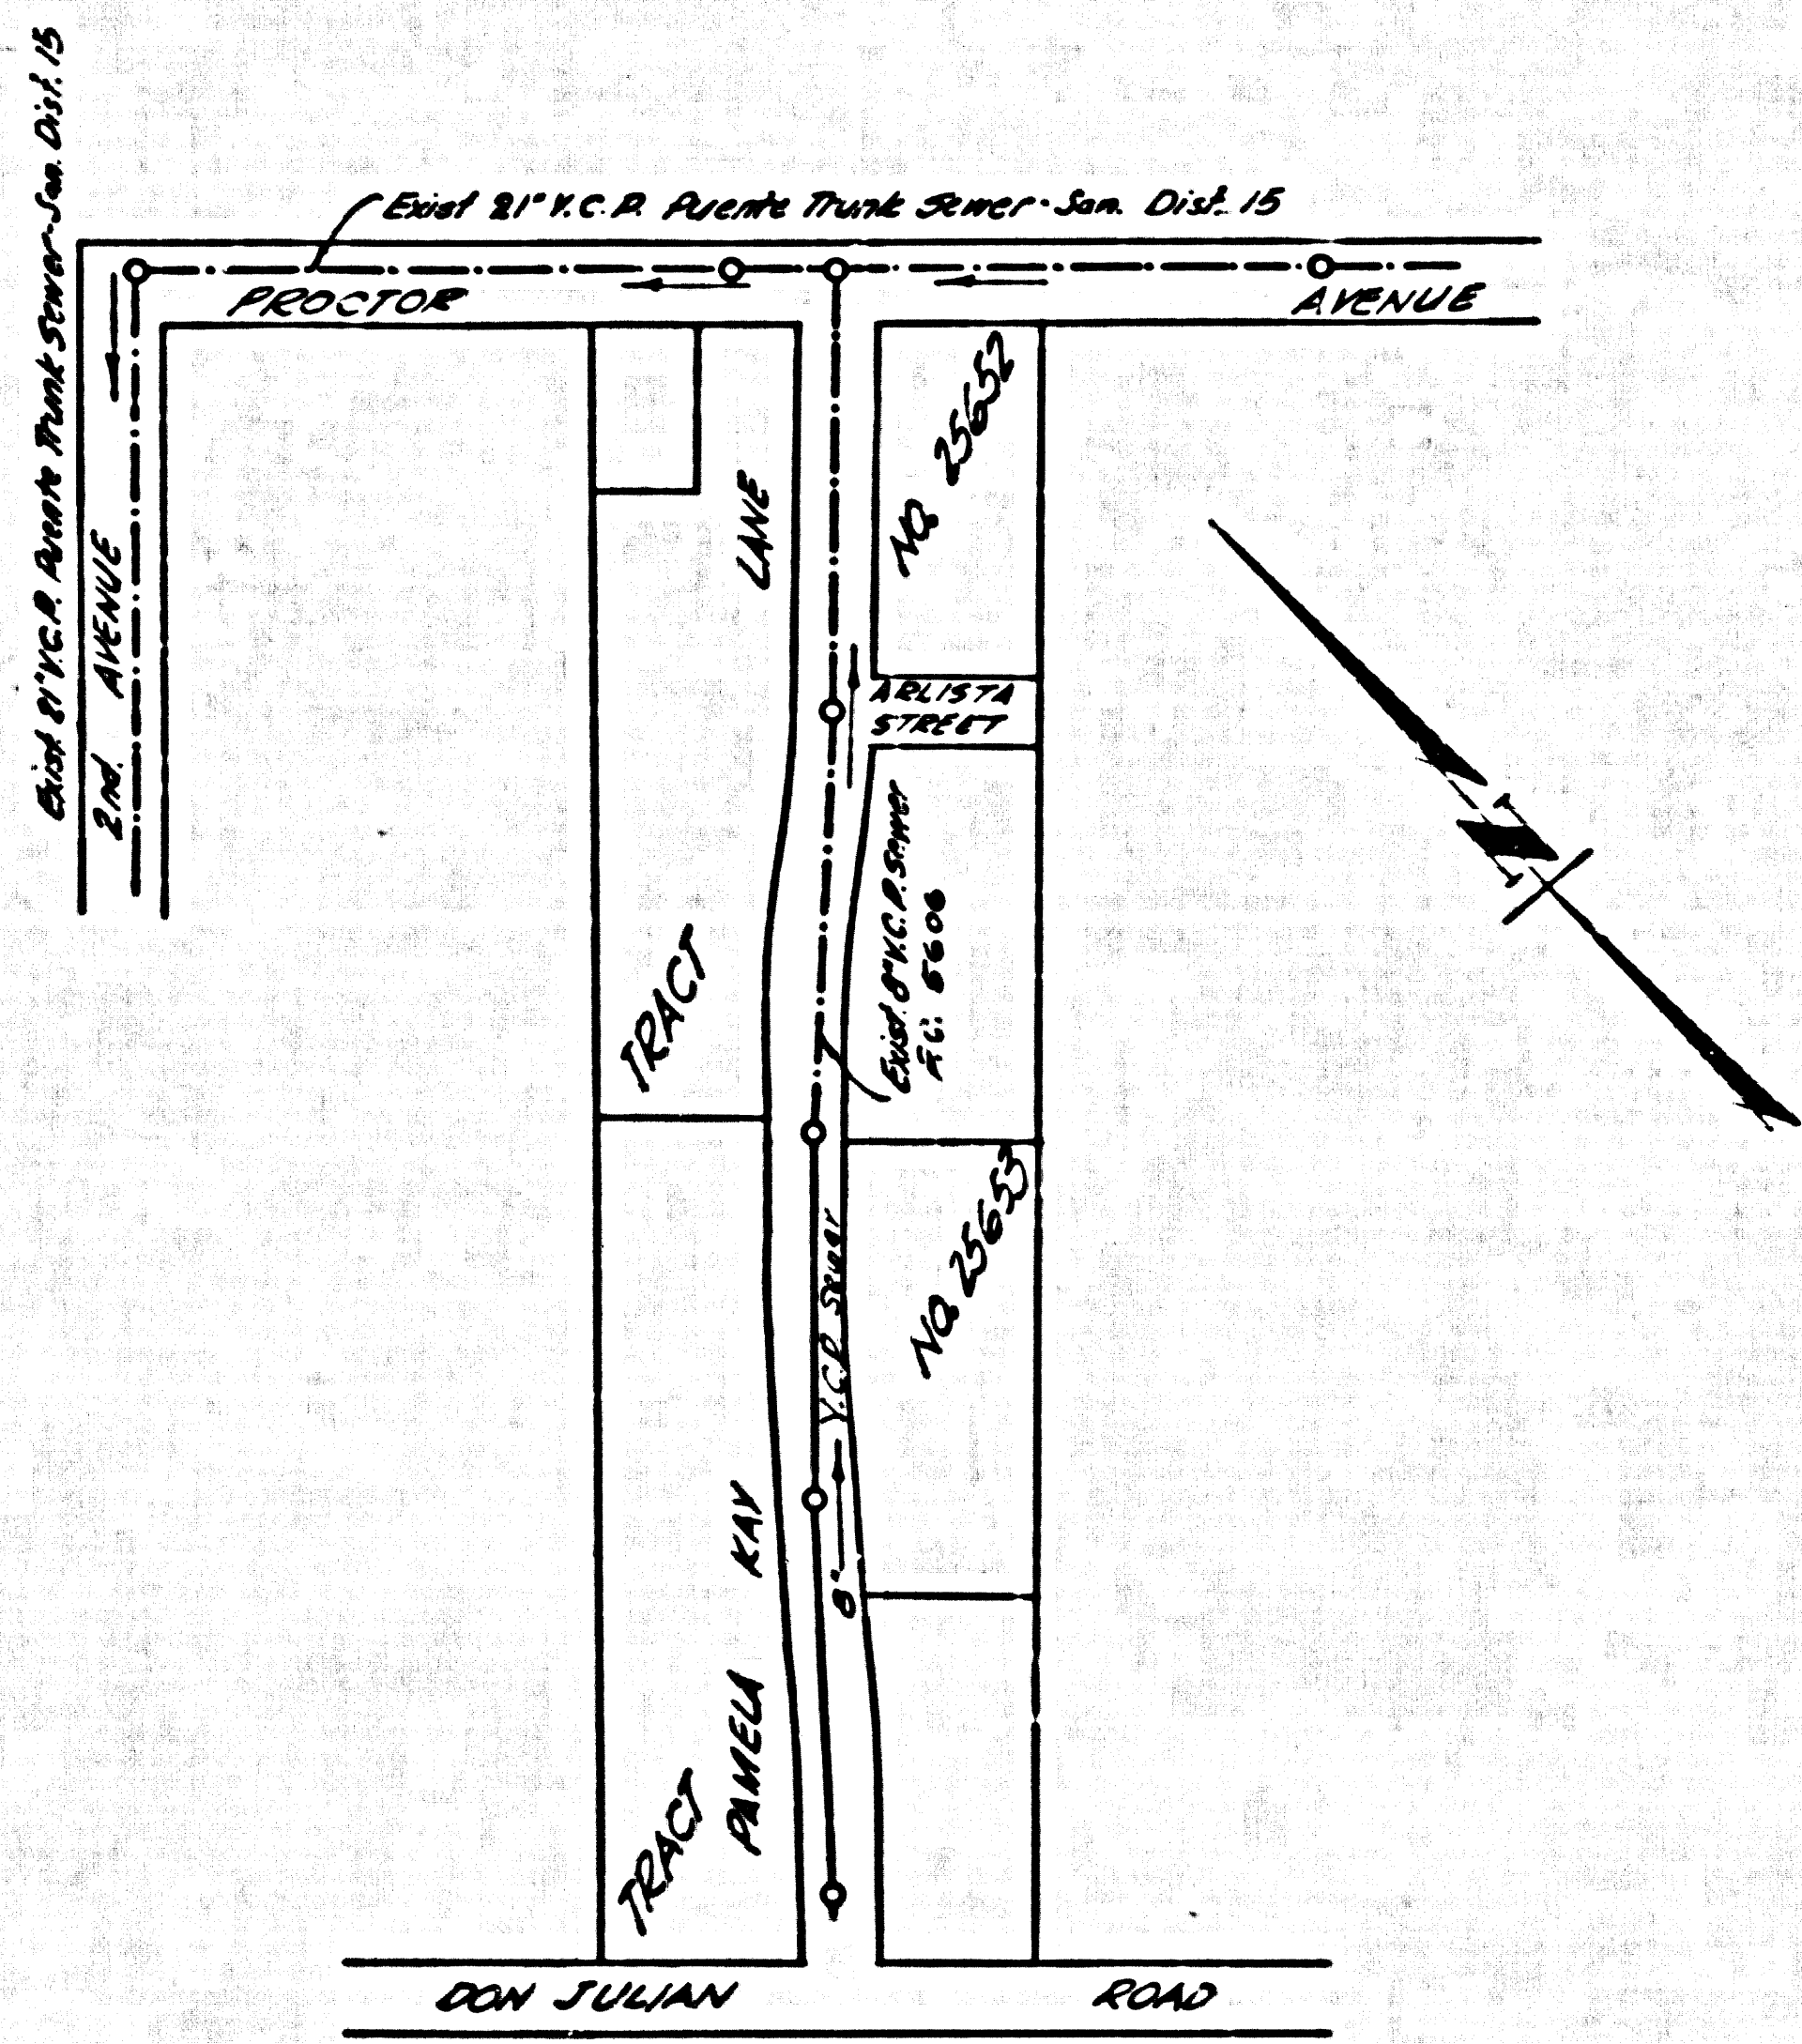 Exist. 21" V.C.P. Puente Trunk Sewer-San. Dist. 15
Exist 21" V.C.P. Puente Trunk Sewer-San. Dist. 15
PROCTOR AVENUE
2nd. AVENUE
LANE
No 25652
ARLISTA
STREET
Exist. 8" V.C.P. Sewer
TRACT
N
No 25653
8" V.C.P. Sewer
PAMELA KAY
TRACT
DON JULIAN ROAD